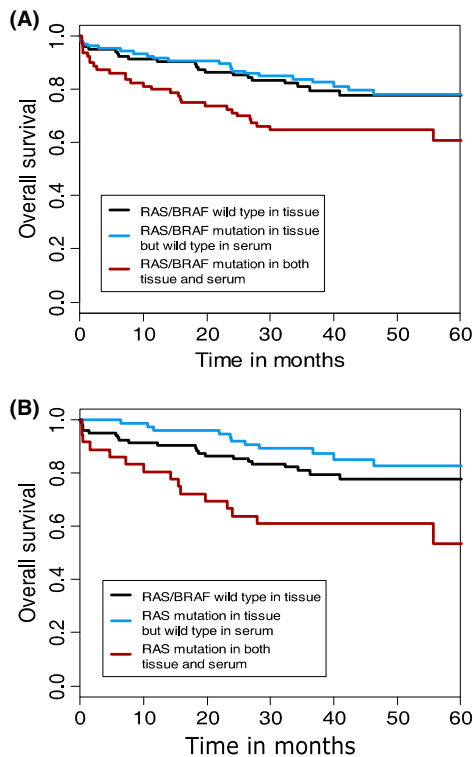 (A)
Overall survival
1.0
0.8
0.6
0.4
0.2
0.0
RAS/BRAF wild type in tissue
RAS/BRAF mutation in tissue
but wild type in serum
RAS/BRAF mutation in both
tissue and serum
0 10 20 30 40 50 60
Time in months
(B)
Overall survival
1.0
0.8
0.6
0.4
0.2
0.0
RAS/BRAF wild type in tissue
RAS mutation in tissue
but wild type in serum
RAS mutation in both
tissue and serum
0 10 20 30 40 50 60
Time in months